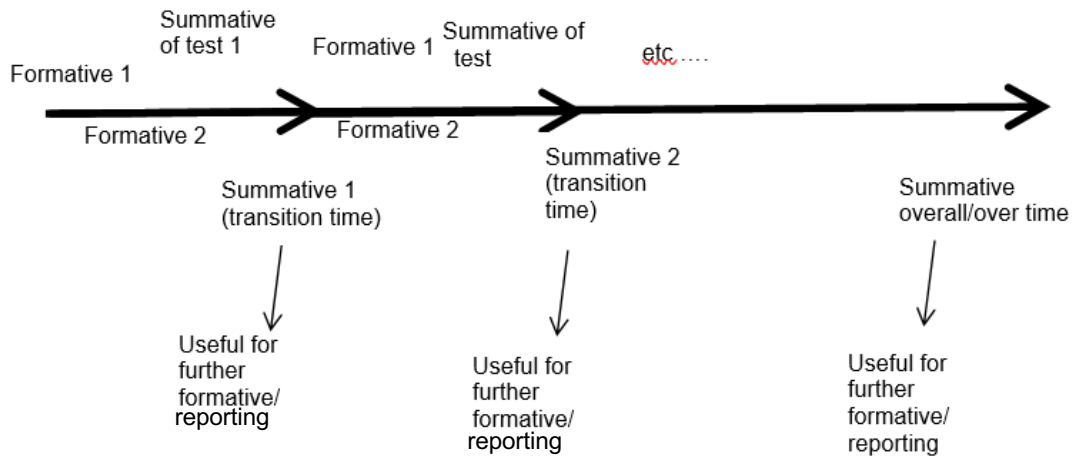 Summative
of test 1
Formative 1
Summative of
test
etc ....
Formative 1
Formative 2
Formative 2
Summative 1
(transition time)
Summative 2
(transition
time)
Summative
overall/over time
Useful for
further
formative/
reporting
Useful for
further
formative/
reporting
Useful for
further
formative/
reporting